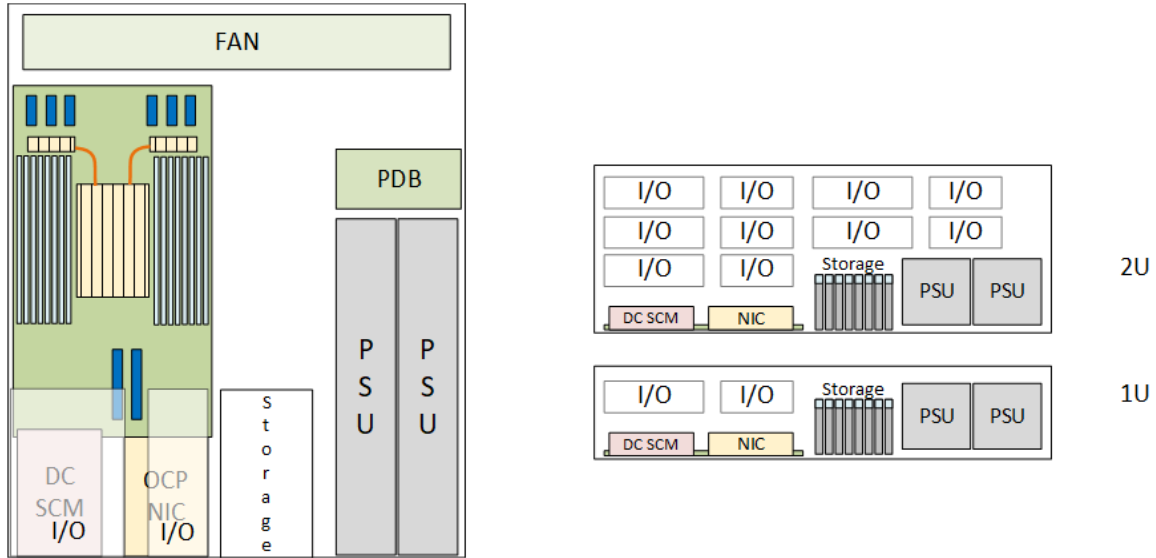 FAN
PDB
P S U
P S U
Storage
DC
SCM
I/O
OCP
NIC
I/O
I/O I/O I/O I/O
I/O I/O I/O I/O
I/O I/O
Storage
PSU PSU
DC SCM NIC
2U
I/O I/O
Storage
PSU PSU
DC SCM NIC
1U